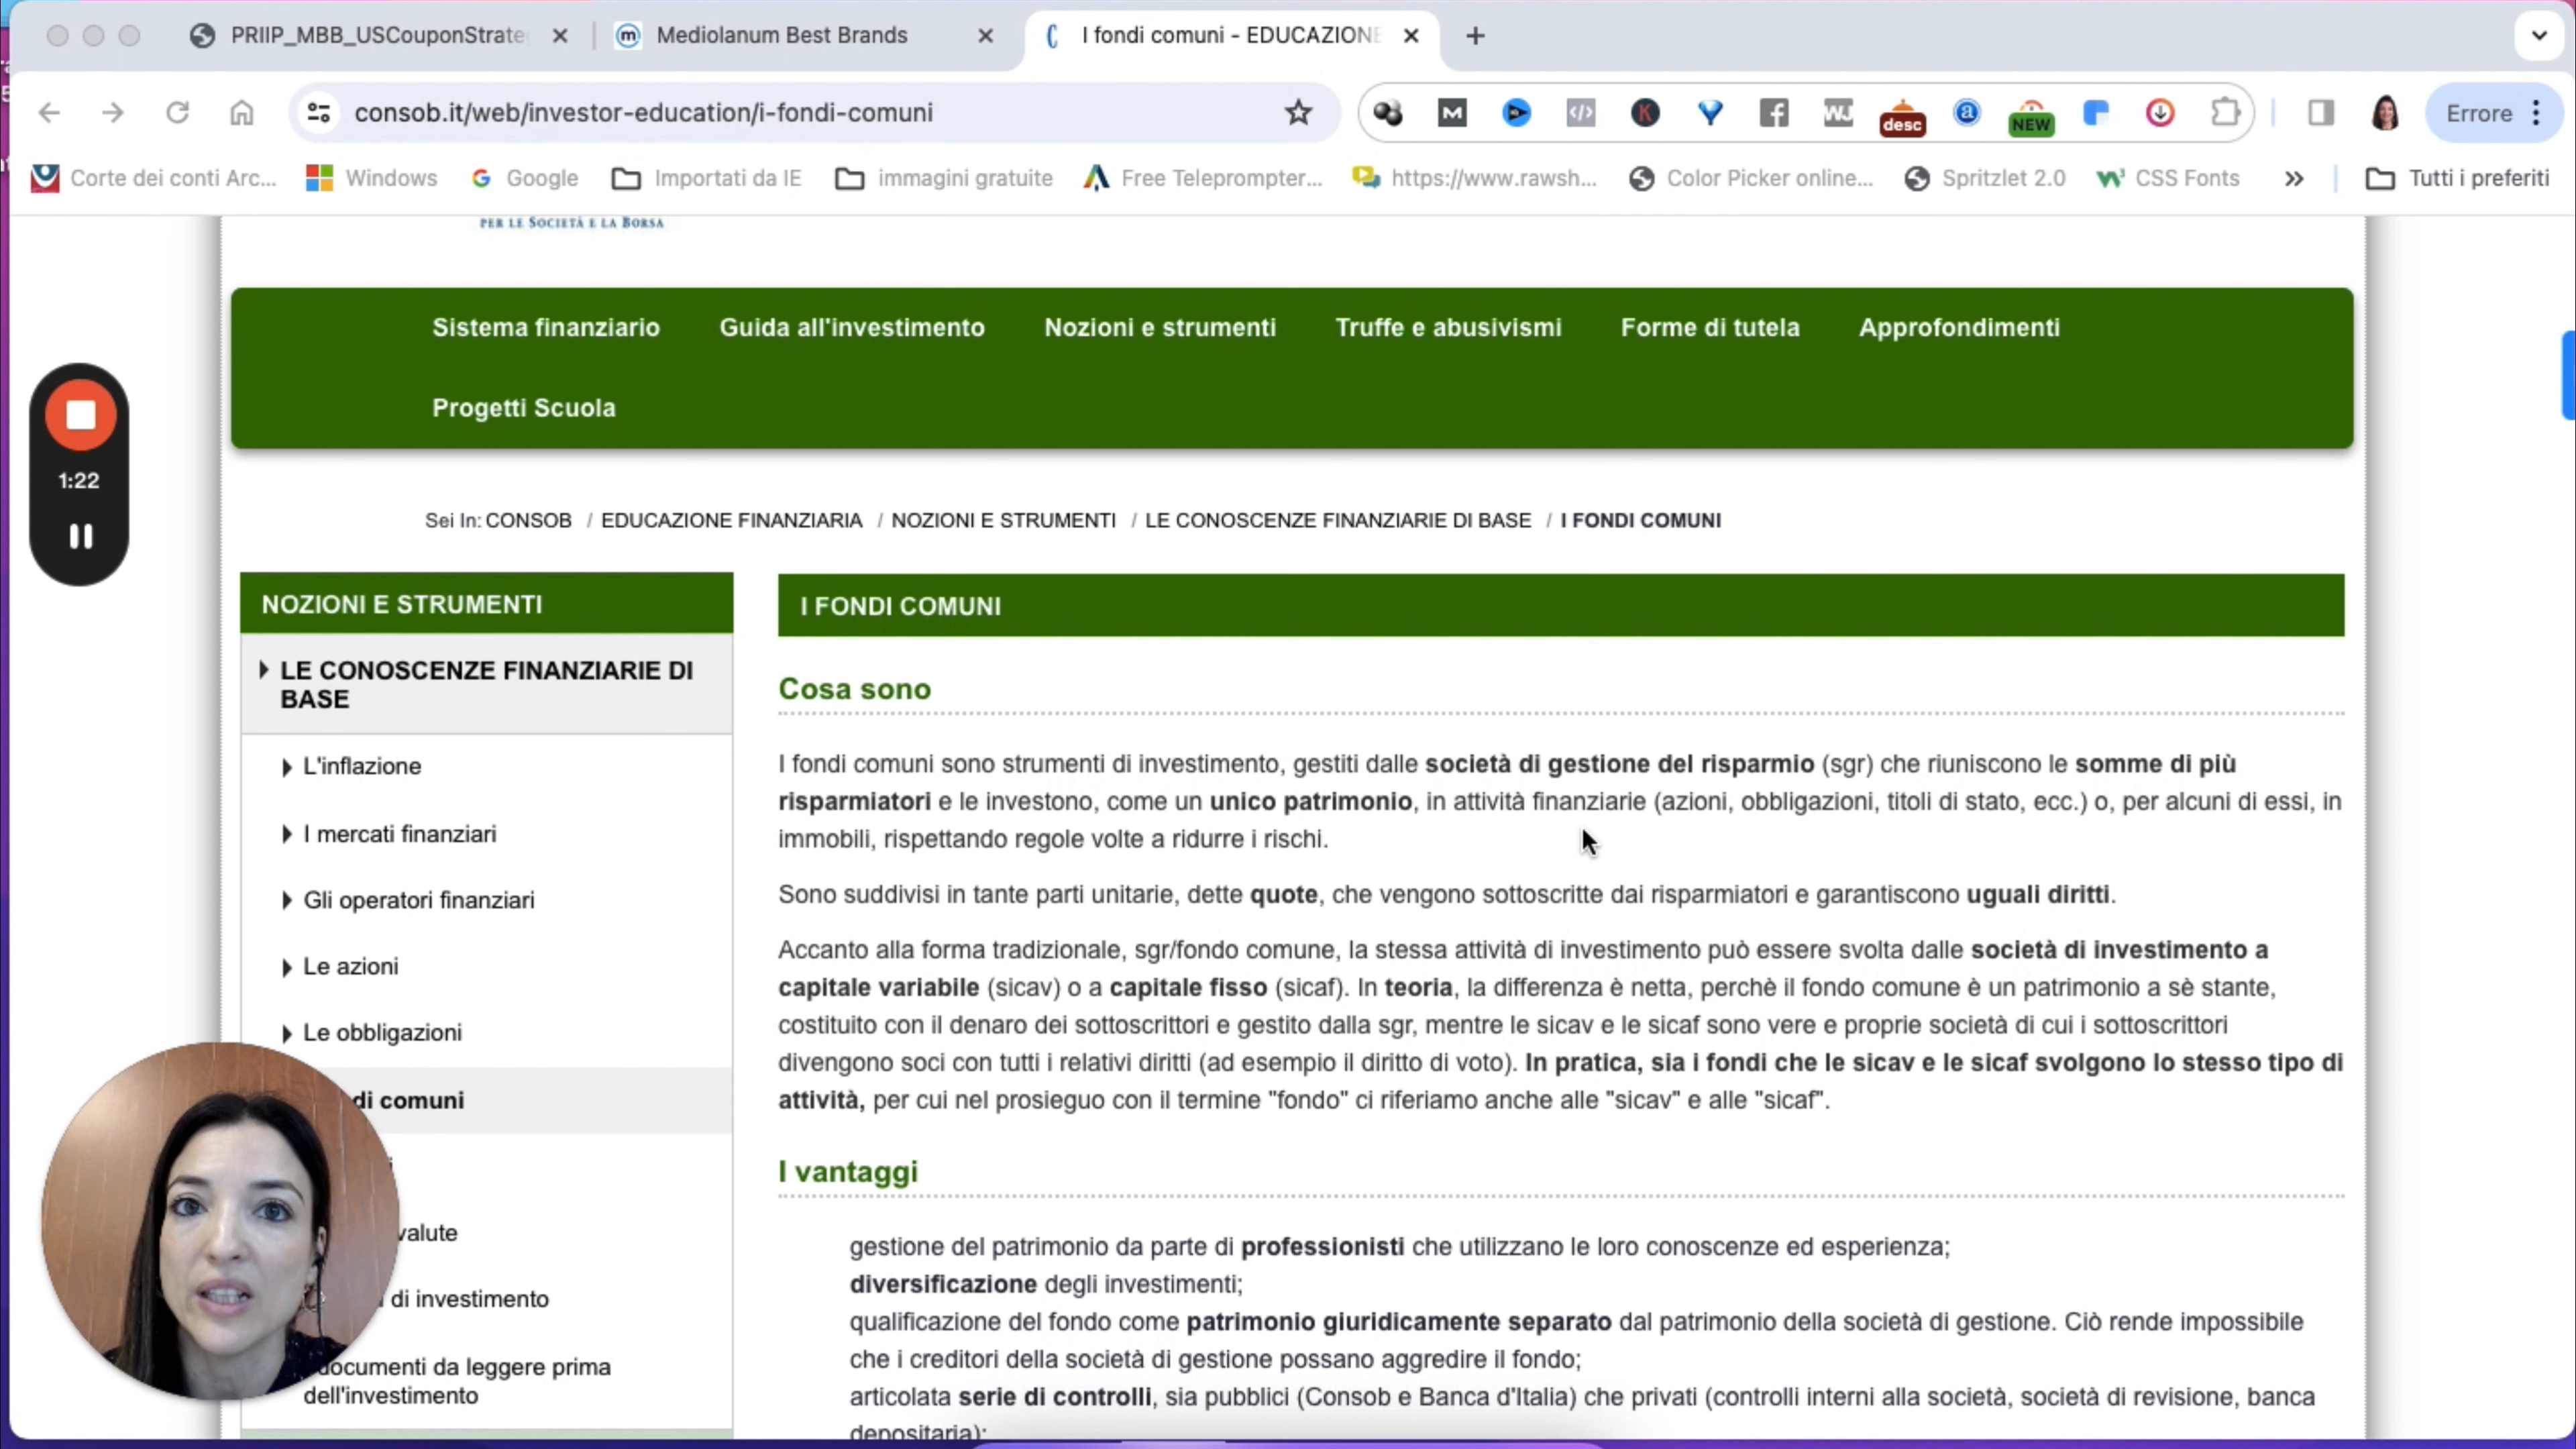 PRIIP_MBB_USCouponStrate
Mediolanum Best Brands
I fondi comuni - EDUCAZIONE
consob.it/web/investor-education/i-fondi-comuni
desc
NEW
Errore
Corte dei conti Arc...
Windows
Google
Importati da IE
immagini gratuite
Free Teleprompter...
https://www.rawsh...
Color Picker online...
Spritzlet 2.0
CSS Fonts
Tutti i preferiti
PER LE SOCIETÀ E LA BORSA
Sistema finanziario
Guida all'investimento
Nozioni e strumenti
Truffe e abusivismi
Forme di tutela
Approfondimenti
Progetti Scuola
1:22
Sei In: CONSOB / EDUCAZIONE FINANZIARIA / NOZIONI E STRUMENTI / LE CONOSCENZE FINANZIARIE DI BASE / I FONDI COMUNI
NOZIONI E STRUMENTI
LE CONOSCENZE FINANZIARIE DI
BASE
L'inflazione
I mercati finanziari
Gli operatori finanziari
Le azioni
Le obbligazioni
di comuni
valute
di investimento
documenti da leggere prima
dell'investimento
I FONDI COMUNI
Cosa sono
I fondi comuni sono strumenti di investimento, gestiti dalle società di gestione del risparmio (sgr) che riuniscono le somme di più
risparmiatori e le investono, come un unico patrimonio, in attività finanziarie (azioni, obbligazioni, titoli di stato, ecc.) o, per alcuni di essi, in
immobili, rispettando regole volte a ridurre i rischi.
Sono suddivisi in tante parti unitarie, dette quote, che vengono sottoscritte dai risparmiatori e garantiscono uguali diritti.
Accanto alla forma tradizionale, sgr/fondo comune, la stessa attività di investimento può essere svolta dalle società di investimento a
capitale variabile (sicav) o a capitale fisso (sicaf). In teoria, la differenza è netta, perchè il fondo comune è un patrimonio a sè stante,
costituito con il denaro dei sottoscrittori e gestito dalla sgr, mentre le sicav e le sicaf sono vere e proprie società di cui i sottoscrittori
divengono soci con tutti i relativi diritti (ad esempio il diritto di voto). In pratica, sia i fondi che le sicav e le sicaf svolgono lo stesso tipo di
attività, per cui nel prosieguo con il termine "fondo" ci riferiamo anche alle "sicav" e alle "sicaf".
I vantaggi
gestione del patrimonio da parte di professionisti che utilizzano le loro conoscenze ed esperienza;
diversificazione degli investimenti;
qualificazione del fondo come patrimonio giuridicamente separato dal patrimonio della società di gestione. Ciò rende impossibile
che i creditori della società di gestione possano aggredire il fondo;
articolata serie di controlli, sia pubblici (Consob e Banca d'Italia) che privati (controlli interni alla società, società di revisione, banca
depositaria);